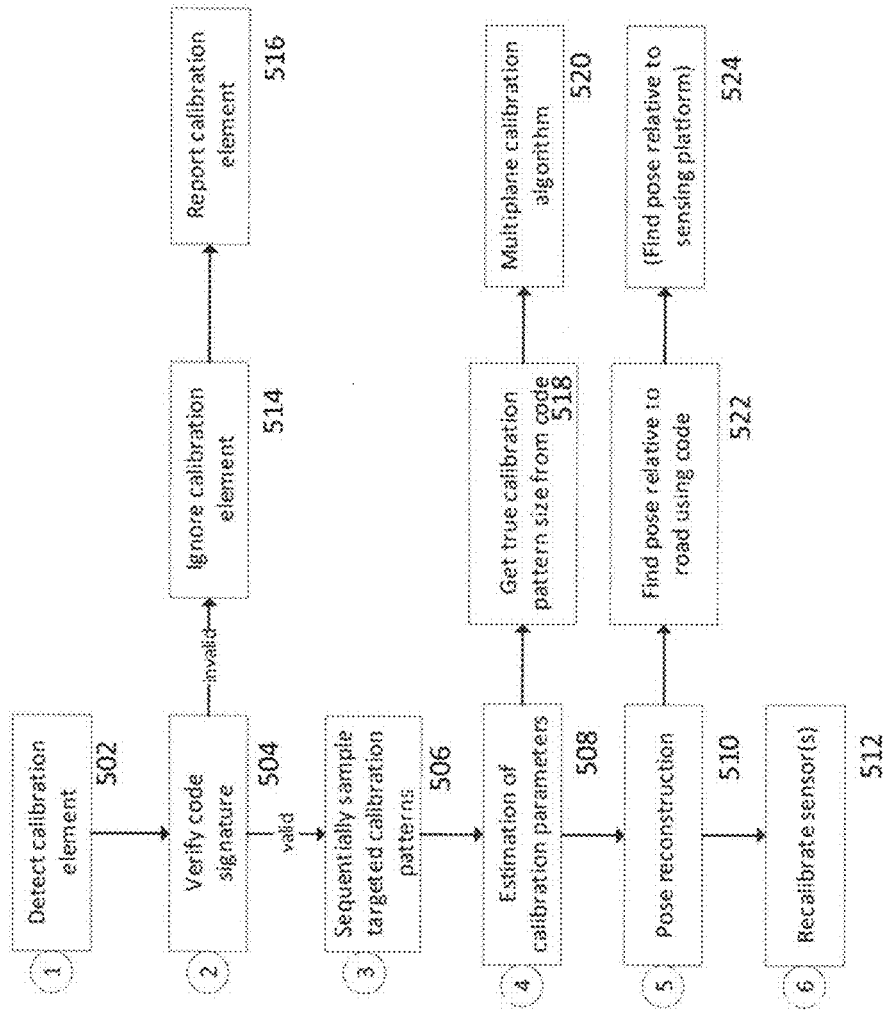 1
Detect calibration
element
502
2
Verify code
signature
504
invalid
Ignore calibration
element
514
Report calibration
element
516
valid
3
Sequentially sample
targeted calibration
patterns
506
4
Estimation of
calibration parameters
508
Get true calibration
pattern size from code
518
Multiplane calibration
algorithm
520
5
Pose reconstruction
510
Find pose relative to
road using code
522
(Find pose relative to
sensing platform)
524
6
Recalibrate sensor(s)
512